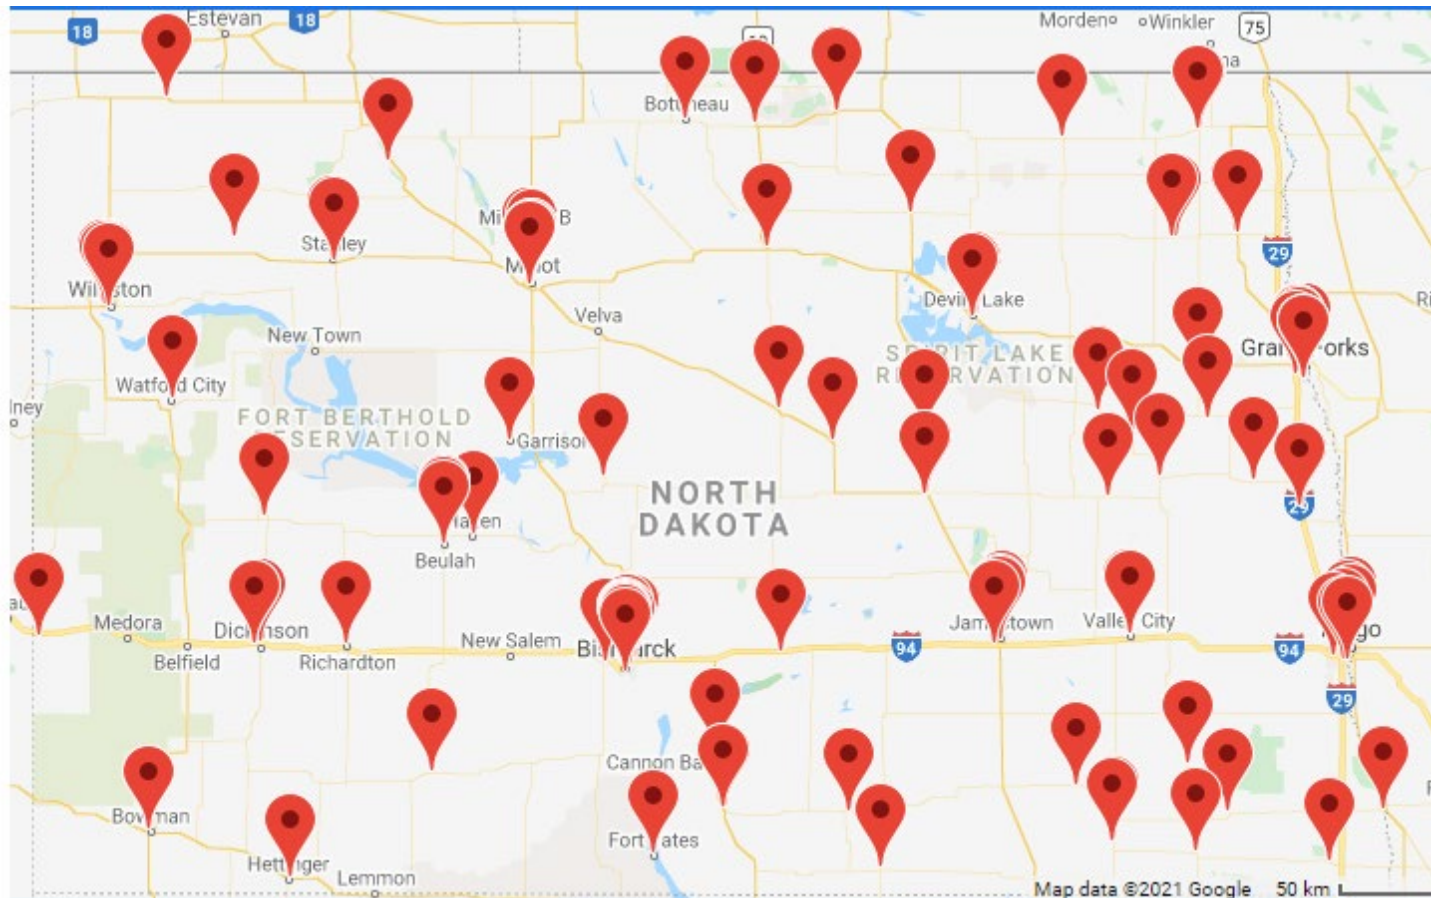 Estevan
18
18
Morden
Winkler
75
B
New Town
Velva
SPIRIT LAKE
RESERVATION
29
FORT BERTHOLD
RESERVATION
Garrison
NORTH
DAKOTA
29
Beulah
Medora
Belfield
Dickinson
Richardton
New Salem
Bismarck
94
Jamestown
Valley City
94
29
Cannon Ba
Bowman
Hettinger
Lemmon
Fort Yates
Watford City
Williston
Stanley
Minot
Devils Lake
Grand Forks
Map data ©2021 Google
50 km